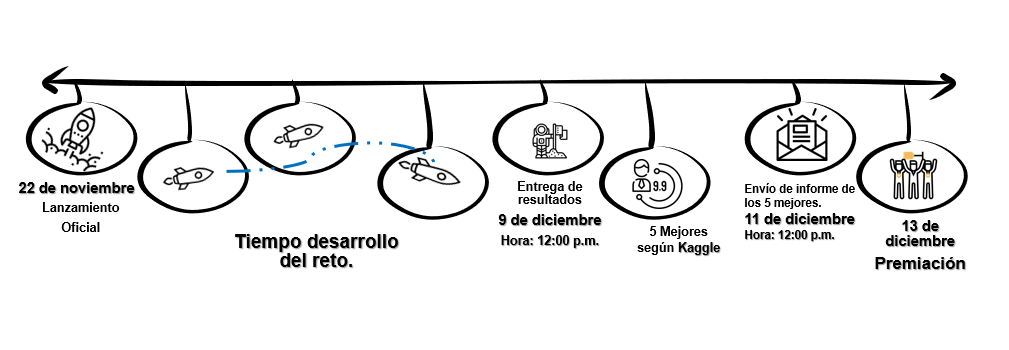 22 de noviembre
Lanzamiento
Oficial
Tiempo desarrollo
del reto.
Entrega de
resultados
9 de diciembre
Hora: 12:00 p.m.
9.9
5 Mejores
según Kaggle
Envío de informe de
los 5 mejores.
11 de diciembre
Hora: 12:00 p.m.
13 de
diciembre
Premiación